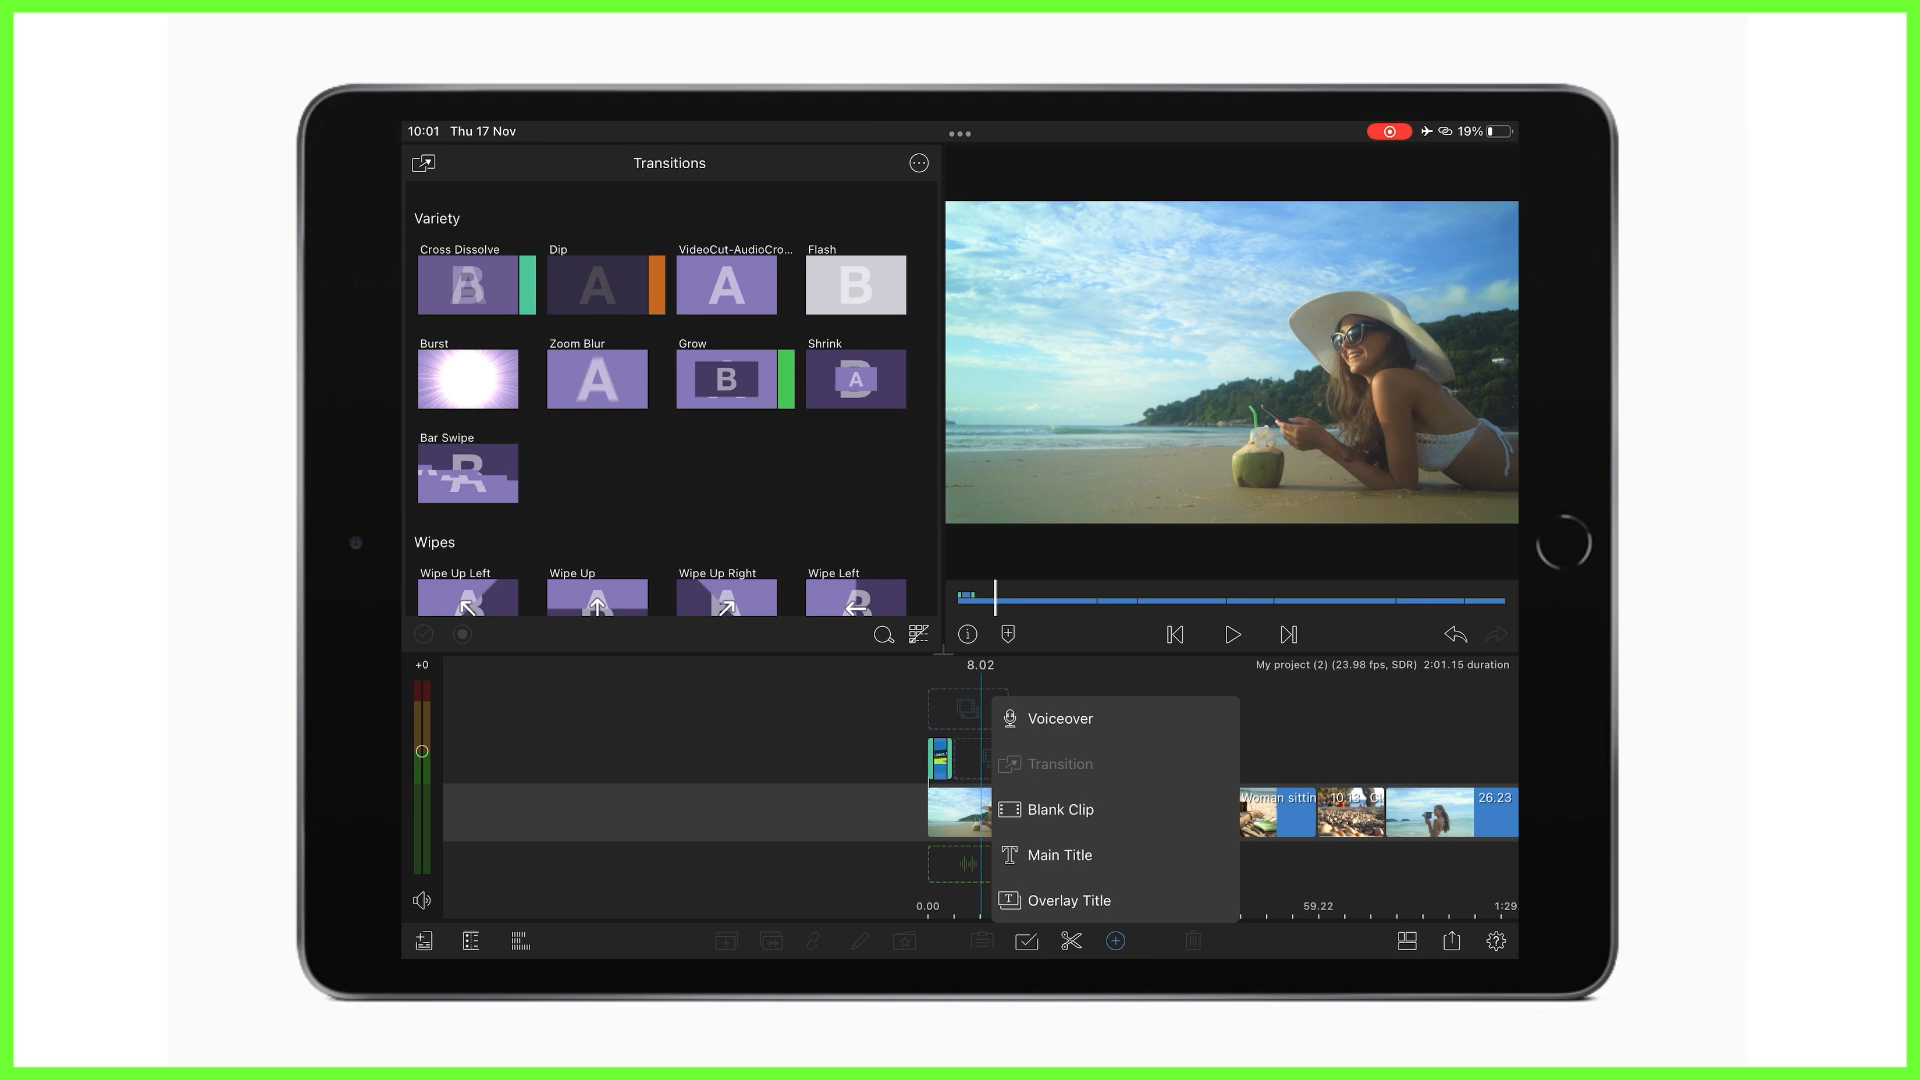 10:01 Thu 17 Nov
19%
Transitions
Variety
Cross Dissolve
Dip
VideoCut-AudioCro...
Flash
B
A
A
B
Burst
Zoom Blur
Grow
Shrink
A
B
A
Bar Swipe
Wipes
Wipe Up Left
Wipe Up
Wipe Up Right
Wipe Left
+0
8.02
My project (2) (23.98 fps, SDR) 2:01.15 duration
Voiceover
Transition
Blank Clip
Main Title
Overlay Title
Woman sittin
10.13
26.23
0.00
59.22
1:29